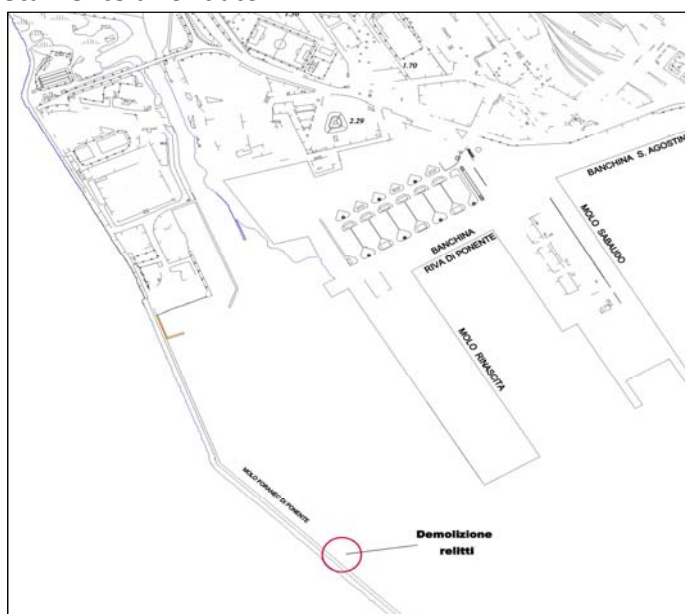 1.70
2.29
BANCHINA S. AGOSTIN
MOLO SABAUDO
BANCHINA
RIVA DI PONENTE
MOLO RINASCITA
MOLO FORANEO DI PONENTE
Demolizione
relitti